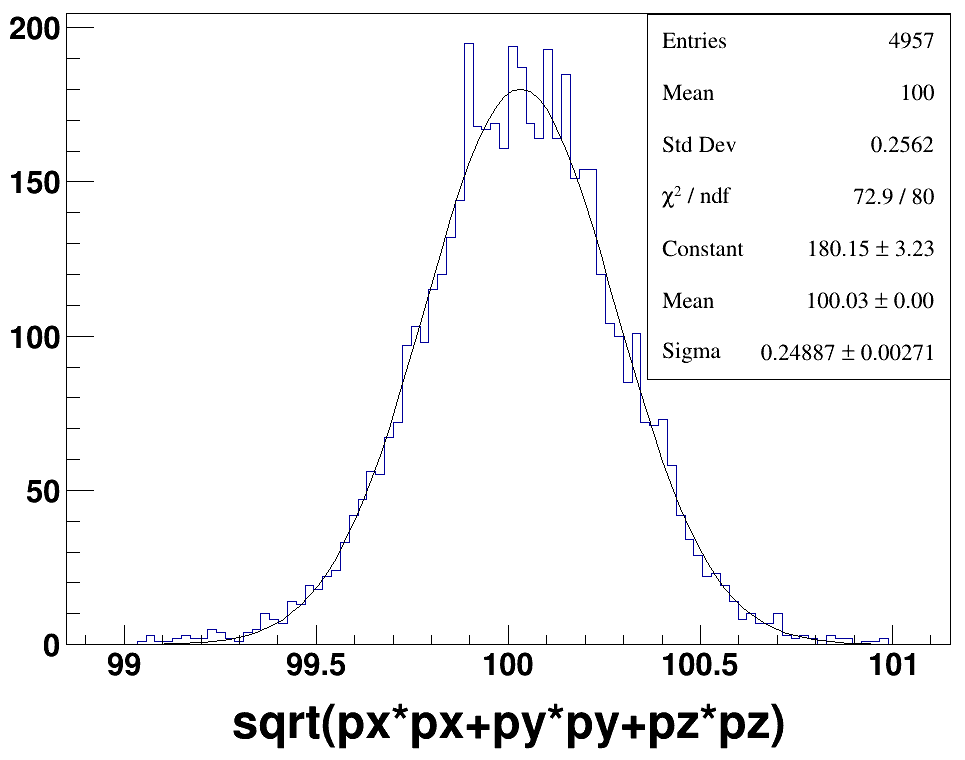 200
150
100
50
0
99
99.5
100
100.5
101
sqrt(px*px+py*py+pz*pz)
Entries 4957
Mean 100
Std Dev 0.2562
χ² / ndf 72.9 / 80
Constant 180.15 ± 3.23
Mean 100.03 ± 0.00
Sigma 0.24887 ± 0.00271